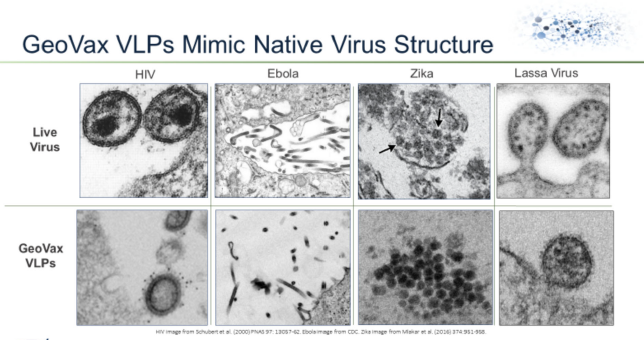 GeoVax VLPs Mimic Native Virus Structure
HIV Ebola Zika Lassa Virus
Live
Virus
GeoVax
VLPs
HIV Image from Schubert et al. (2000) PNAS 97: 13057-62. Ebola Image from CDC. Zika Image from Mlakar et al. (2016) 374:951-958.